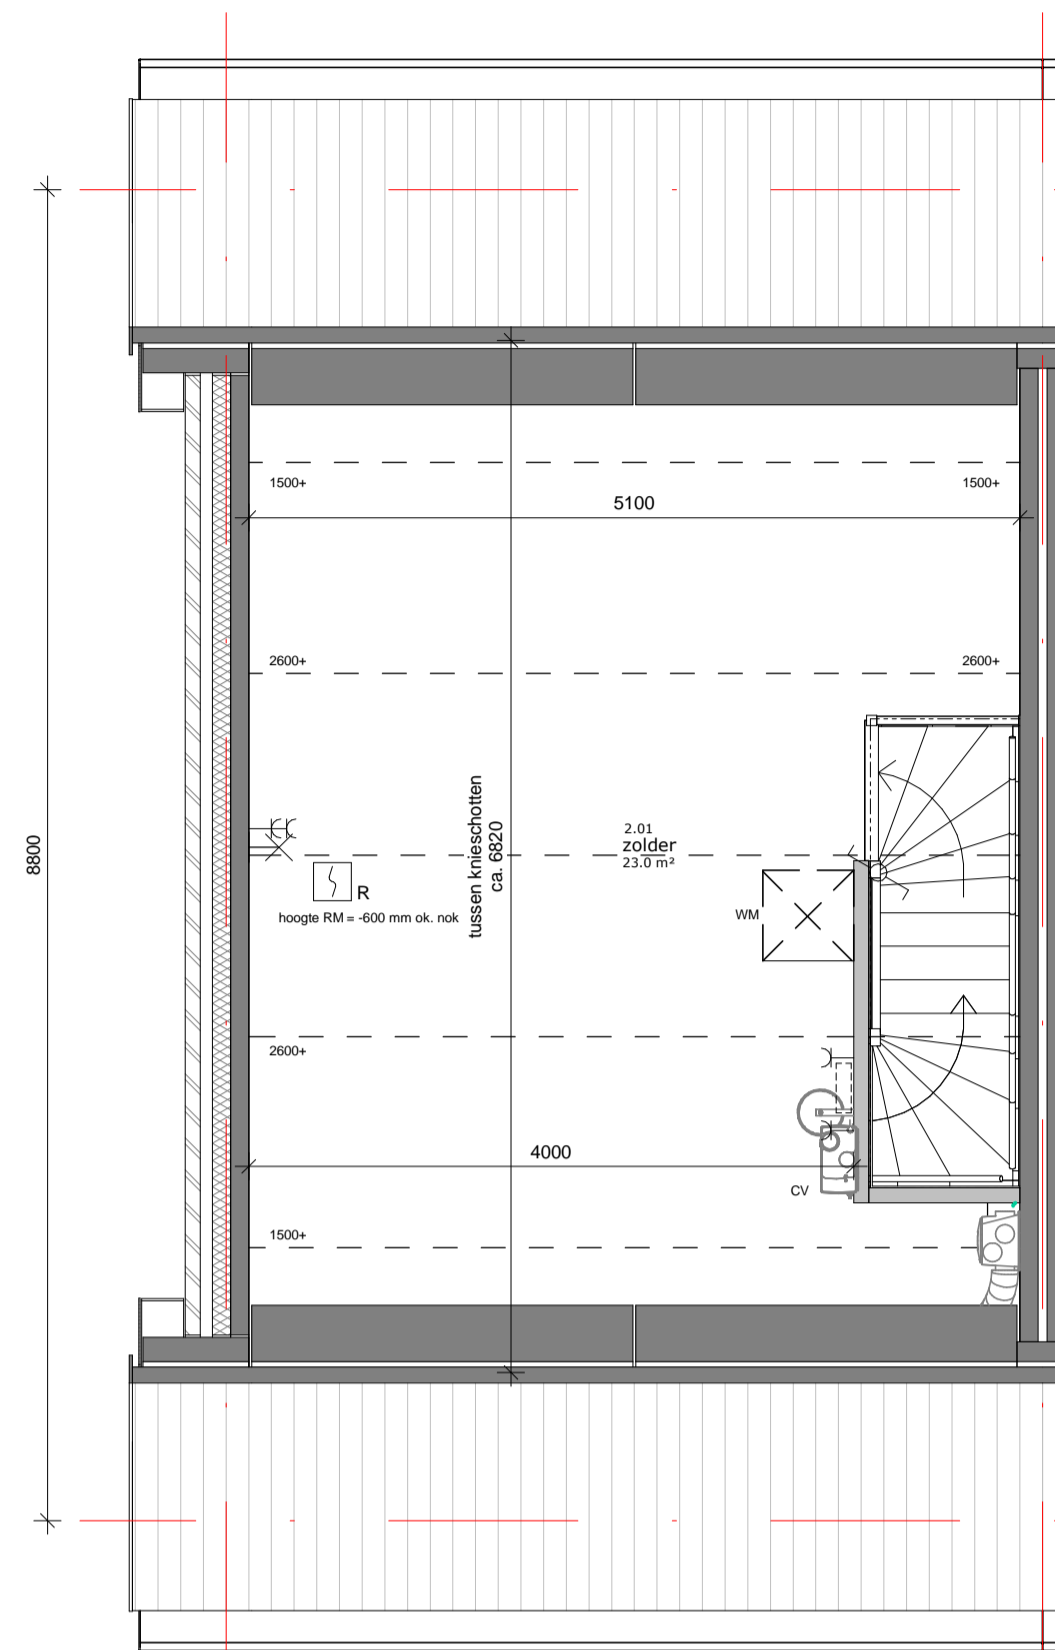 1500+
1500+
5100
2600+
2600+
8800
tussen knieschotten
ca. 6820
2.01
zolder
23.0 m²
R
hoogte RM = -600 mm ok. nok
WM
2600+
4000
CV
1500+